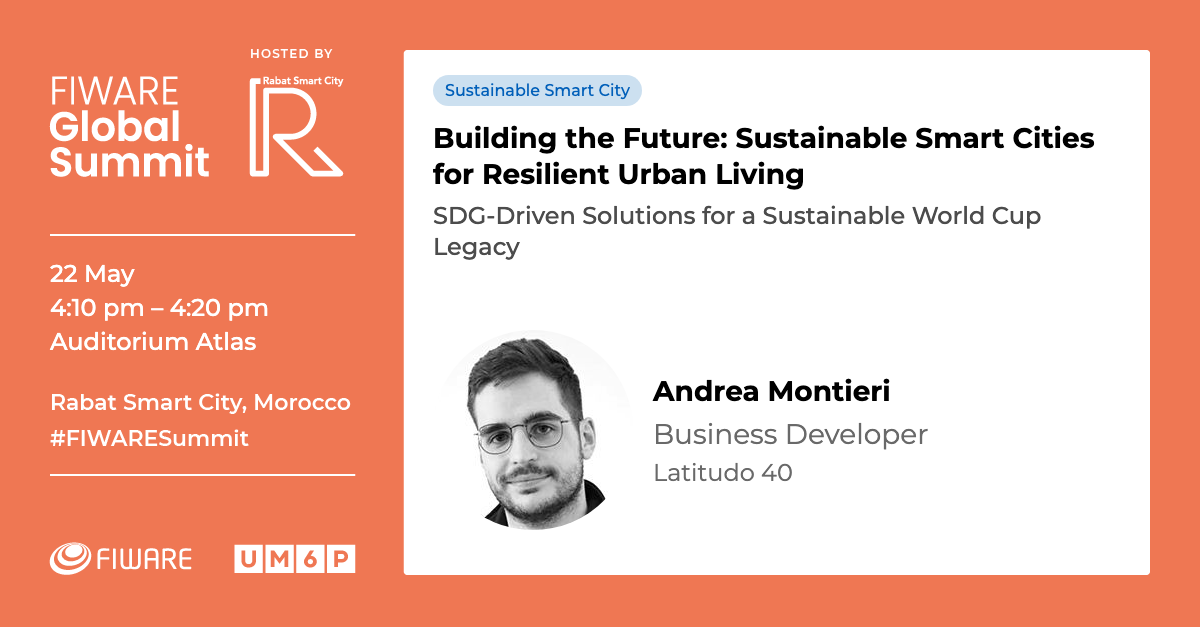 HOSTED BY
FIWARE
Global
Summit
Rabat Smart City
R
22 May
4:10 pm – 4:20 pm
Auditorium Atlas
Rabat Smart City, Morocco
#FIWARESummit
FIWARE
UM6P
Sustainable Smart City
Building the Future: Sustainable Smart Cities
for Resilient Urban Living
SDG-Driven Solutions for a Sustainable World Cup
Legacy
Andrea Montieri
Business Developer
Latitudo 40